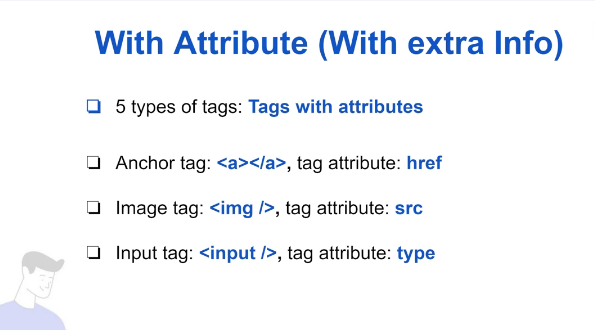 With Attribute (With extra Info)
5 types of tags: Tags with attributes
Anchor tag: <a></a>, tag attribute: href
Image tag: <img />, tag attribute: src
Input tag: <input />, tag attribute: type